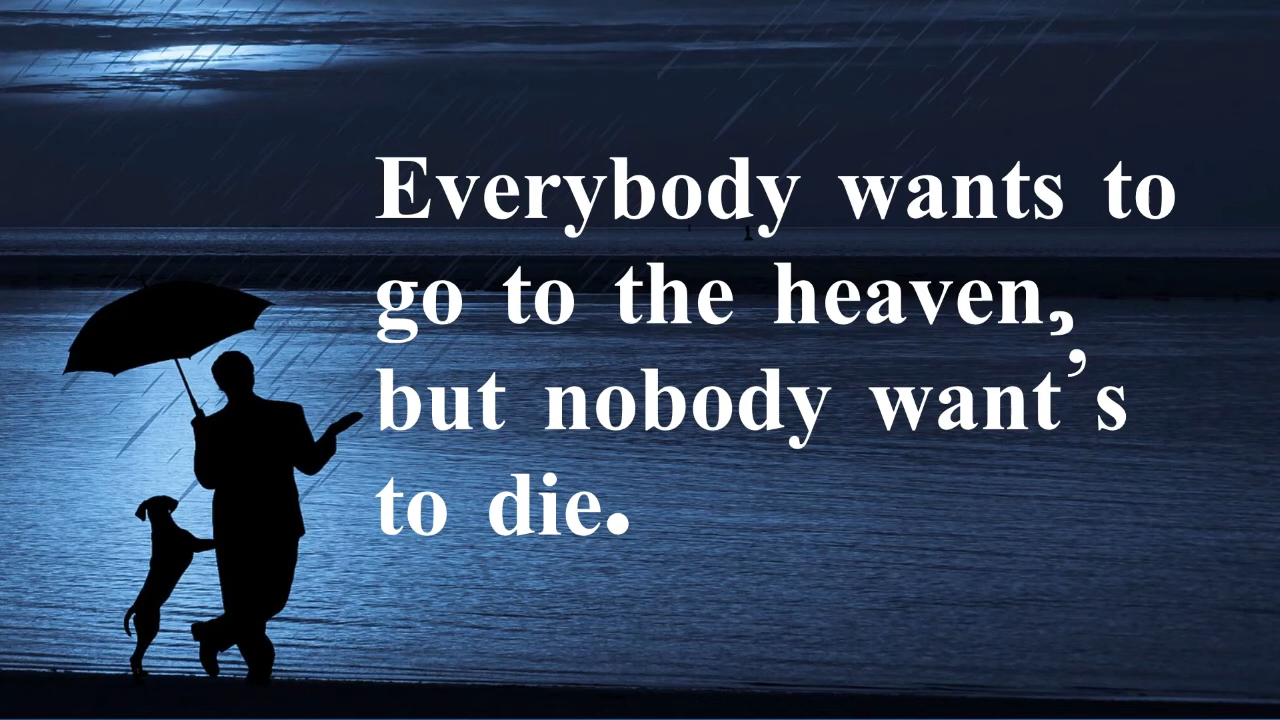 Everybody wants to
go to the heaven,
but nobody want’s
to die.